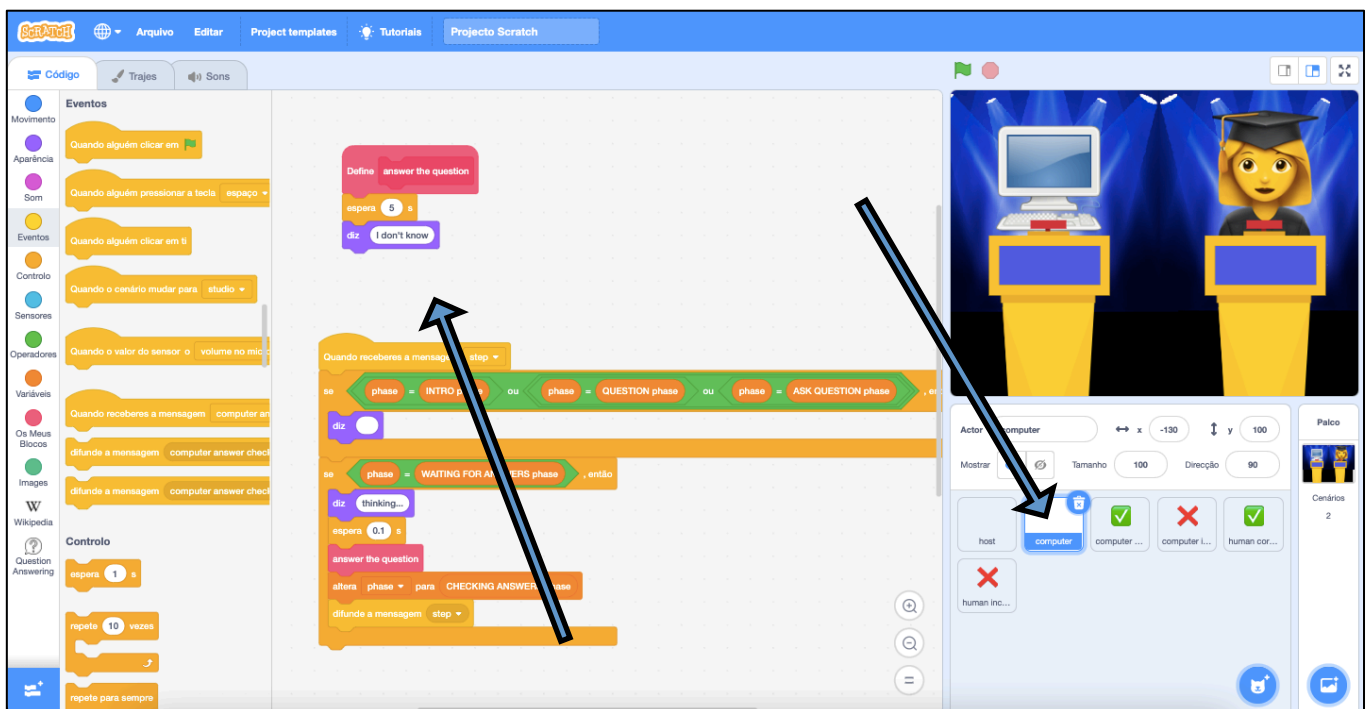 SCRATCH Arquivo Editar Project templates Tutoriais Projecto Scratch
Código Trajes Sons
Movimento
Aparência
Som
Eventos
Controlo
Sensores
Operadores
Variáveis
Os Meus
Blocos
Images
Wikipedia
Question
Answering
Eventos
Quando alguém clicar em
Quando alguém pressionar a tecla espaço
Quando alguém clicar em ti
Quando o cenário mudar para studio
Quando o valor do sensor o volume no mic
Quando receberes a mensagem computer an
difunde a mensagem computer answer check
difunde a mensagem computer answer check
Controlo
espera 1 s
repete 10 vezes
repete para sempre
Define answer the question
espera 5 s
diz I don't know
Quando receberes a mensagem step
se phase = INTRO phase ou phase = QUESTION phase ou phase = ASK QUESTION phase , en
diz
se phase = WAITING FOR ANSWERS phase , então
diz thinking...
espera 0.1 s
answer the question
altera phase para CHECKING ANSWERS phase
difunde a mensagem step
Actor computer x -130 y 100
Mostrar Tamanho 100 Direcção 90
host computer computer ... computer i... human cor...
human inc...
Palco
Cenários
2